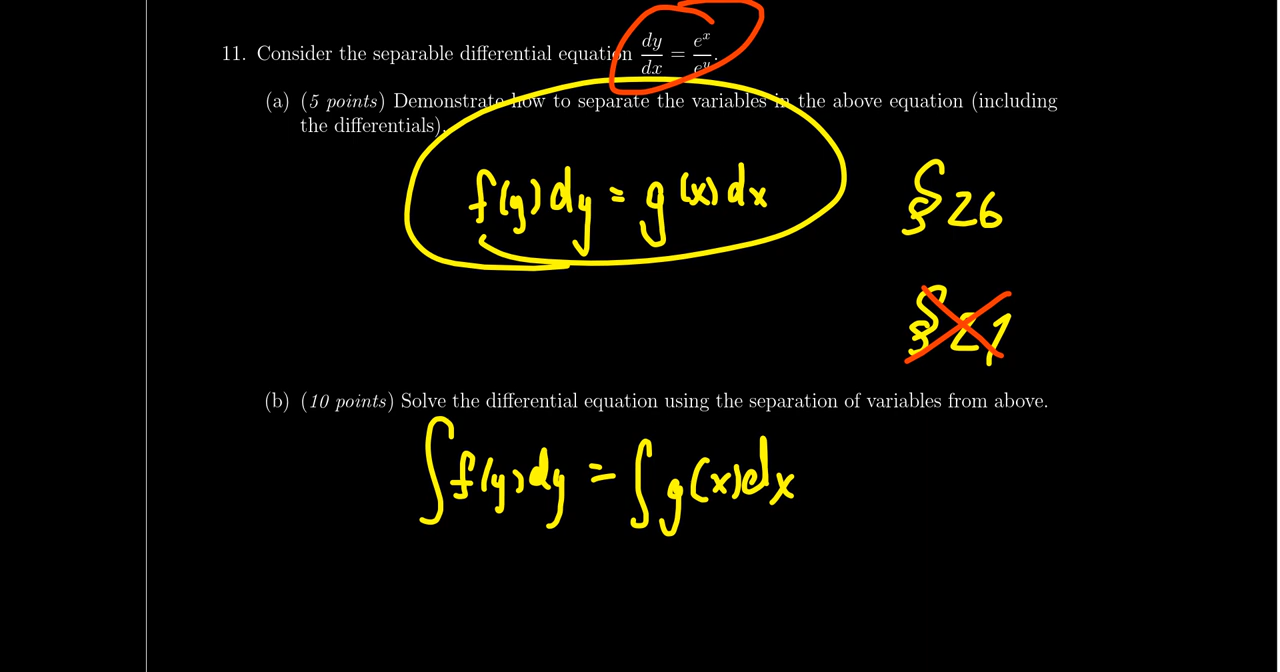 11. Consider the separable differential equation dy/dx = e^x/e^y.
(a) (5 points) Demonstrate how to separate the variables in the above equation (including
the differentials).
f(y)dy = g(x)dx
§26
§21
(b) (10 points) Solve the differential equation using the separation of variables from above.
∫f(y)dy = ∫g(x)dx